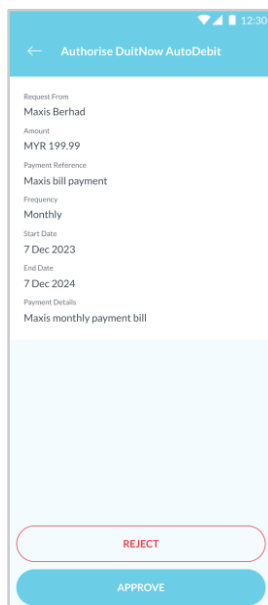 12:30
Authorise DuitNow AutoDebit
Request From
Maxis Berhad
Amount
MYR 199.99
Payment Reference
Maxis bill payment
Frequency
Monthly
Start Date
7 Dec 2023
End Date
7 Dec 2024
Payment Details
Maxis monthly payment bill
REJECT
APPROVE